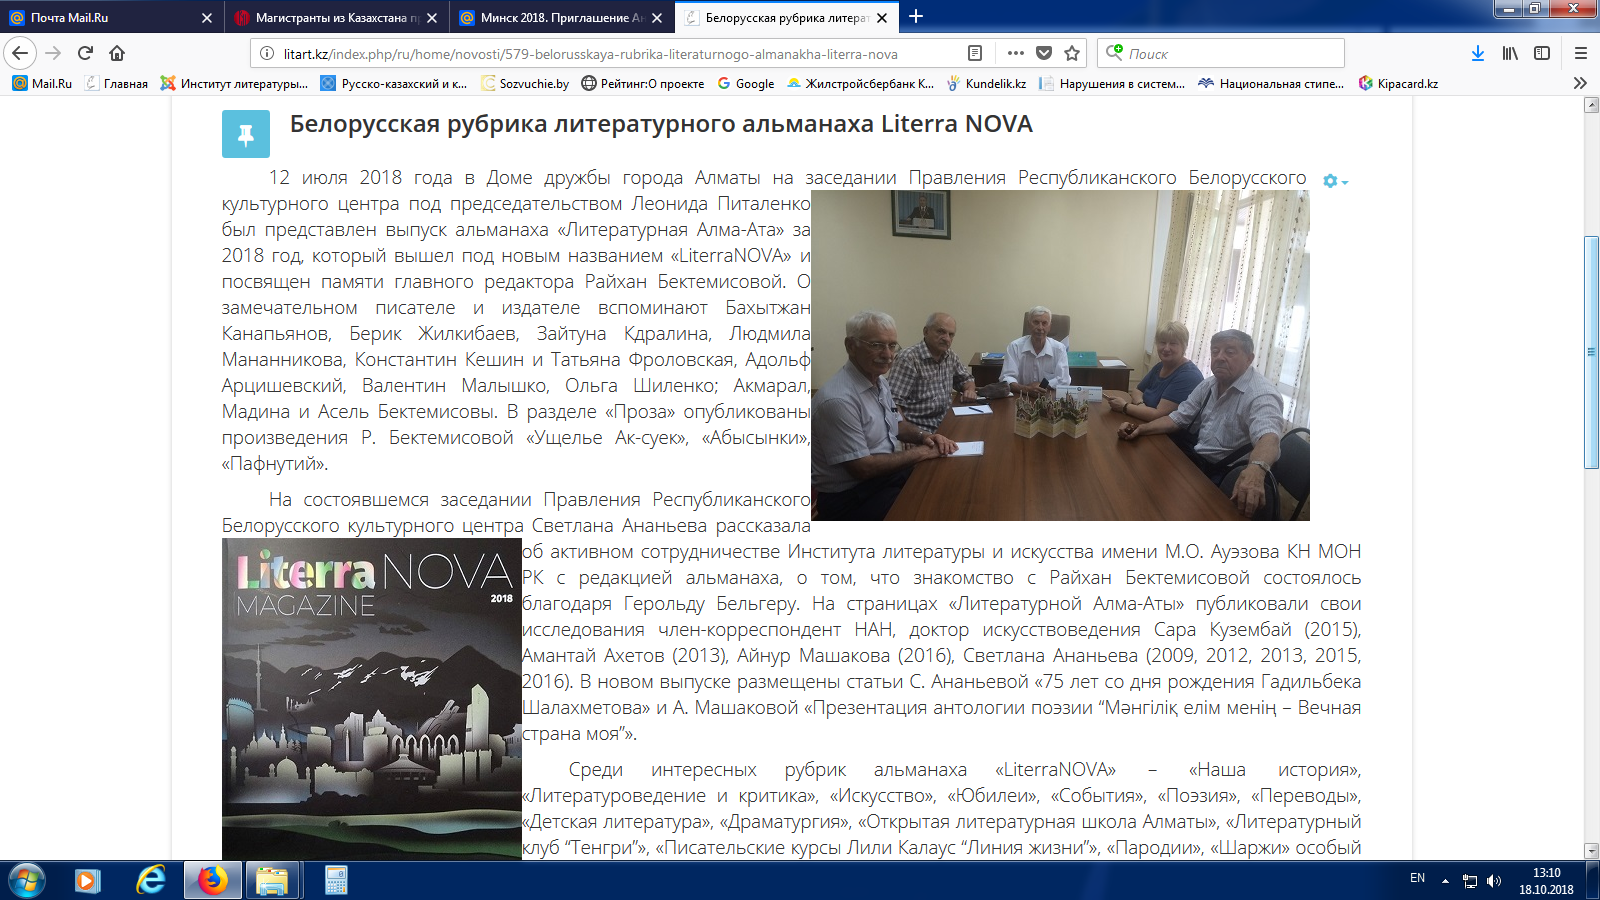 Почта Mail.Ru
Магистранты из Казахстана п
Минск 2018. Приглашение Ан
Белорусская рубрика литерат
litart.kz/index.php/ru/home/novosti/579-belorusskaya-rubrika-literaturnogo-almanakha-literra-nova
Поиск
Mail.Ru
Главная
Институт литературы...
Русско-казахский и к...
Sozvuchie.by
Рейтинг:О проекте
Google
Жилстройсбербанк К...
Kundelik.kz
Нарушения в систем...
Национальная стипе...
Kipacard.kz
Белорусская рубрика литературного альманаха Literra NOVA
12 июля 2018 года в Доме дружбы города Алматы на заседании Правления Республиканского Белорусского
культурного центра под председательством Леонида Питаленко
был представлен выпуск альманаха «Литературная Алма-Ата» за
2018 год, который вышел под новым названием «LiterraNOVA» и
посвящен памяти главного редактора Райхан Бектемисовой. О
замечательном писателе и издателе вспоминают Бахытжан
Канапьянов, Берик Жилкибаев, Зайтуна Кдралина, Людмила
Мананникова, Константин Кешин и Татьяна Фроловская, Адольф
Арцишевский, Валентин Малышко, Ольга Шиленко; Акмарал,
Мадина и Асель Бектемисовы. В разделе «Проза» опубликованы
произведения Р. Бектемисовой «Ущелье Ак-суек», «Абысынки»,
«Пафнутий».
На состоявшемся заседании Правления Республиканского
Белорусского культурного центра Светлана Ананьева рассказала
об активном сотрудничестве Института литературы и искусства имени М.О. Ауэзова КН МОН
РК с редакцией альманаха, о том, что знакомство с Райхан Бектемисовой состоялось
благодаря Герольду Бельгеру. На страницах «Литературной Алма-Аты» публиковали свои
исследования член-корреспондент НАН, доктор искусствоведения Сара Кузембай (2015),
Амантай Ахетов (2013), Айнур Машакова (2016), Светлана Ананьева (2009, 2012, 2013, 2015,
2016). В новом выпуске размещены статьи С. Ананьевой «75 лет со дня рождения Гадильбека
Шалахметова» и А. Машаковой «Презентация антологии поэзии “Мәнгілік елім менің – Вечная
страна моя”».
Literra NOVA
MAGAZINE
2018
Среди интересных рубрик альманаха «LiterraNOVA» – «Наша история»,
«Литературоведение и критика», «Искусство», «Юбилеи», «События», «Поэзия», «Переводы»,
«Детская литература», «Драматургия», «Открытая литературная школа Алматы», «Литературный
клуб “Тенгри”», «Писательские курсы Лили Калаус “Линия жизни”», «Пародии», «Шаржи» особый
EN
13:10
18.10.2018